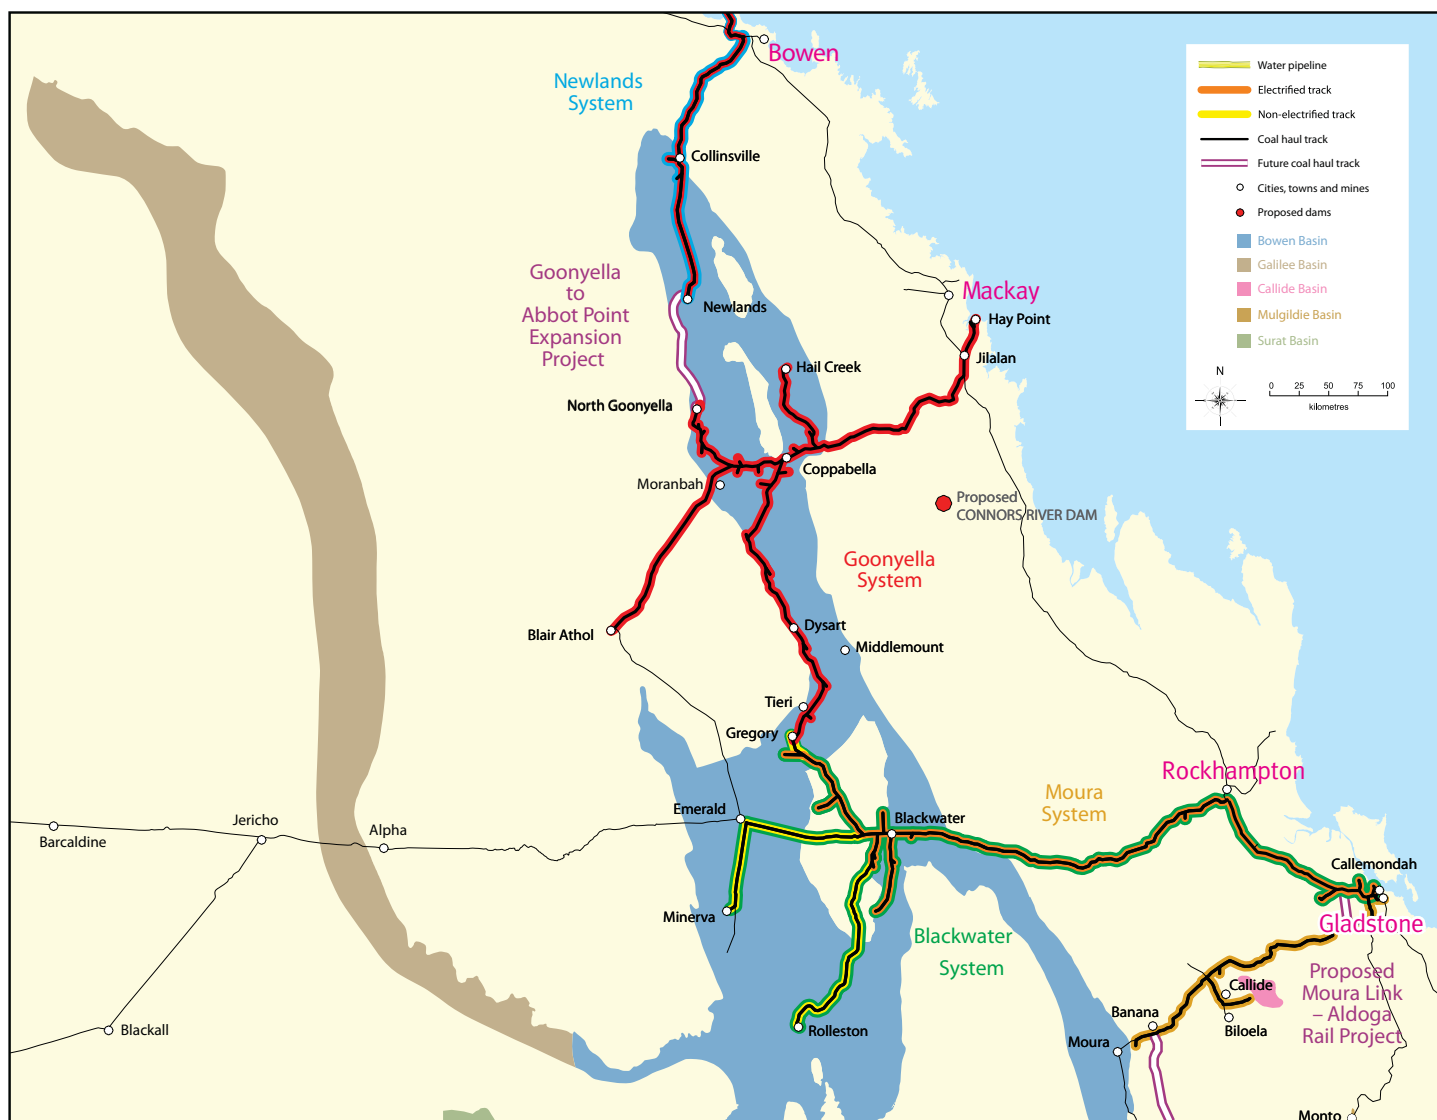 Bowen
Newlands
System
Collinsville
Goonyella
to
Abbot Point
Expansion
Project
Newlands
Mackay
Hay Point
Jilalan
Hail Creek
North Goonyella
Coppabella
Moranbah
Proposed
CONNORS RIVER DAM
Goonyella
System
Blair Athol
Dysart
Middlemount
Tieri
Gregory
Rockhampton
Moura
System
Emerald
Blackwater
Jericho
Barcaldine
Alpha
Callemondah
Minerva
Gladstone
Blackwater
System
Proposed
Moura Link
– Aldoga
Rail Project
Callide
Banana
Biloela
Blackall
Rolleston
Moura
Monto
Water pipeline
Electrified track
Non-electrified track
Coal haul track
Future coal haul track
Cities, towns and mines
Proposed dams
Bowen Basin
Galilee Basin
Callide Basin
Mulgildie Basin
Surat Basin
N
0 25 50 75 100
kilometres